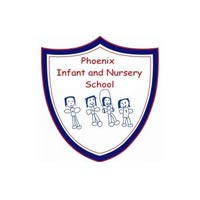 Phoenix
Infant and Nursery
School